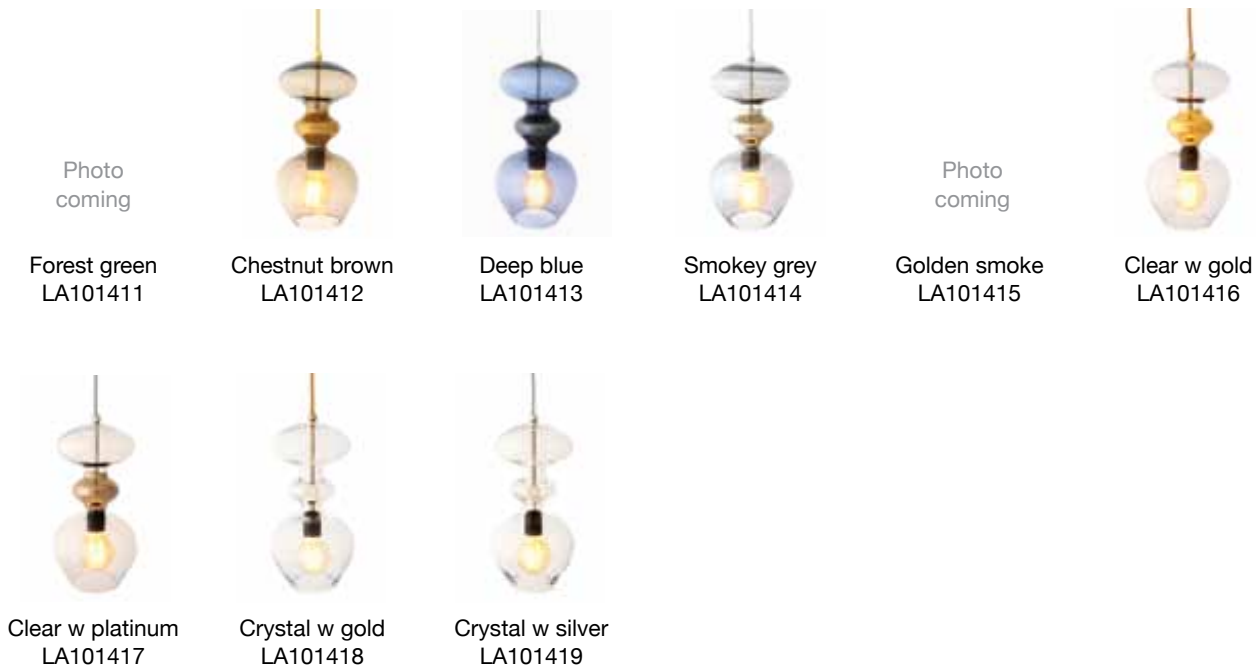 Photo
coming
Photo
coming
Forest green
LA101411
Chestnut brown
LA101412
Deep blue
LA101413
Smokey grey
LA101414
Golden smoke
LA101415
Clear w gold
LA101416
Clear w platinum
LA101417
Crystal w gold
LA101418
Crystal w silver
LA101419